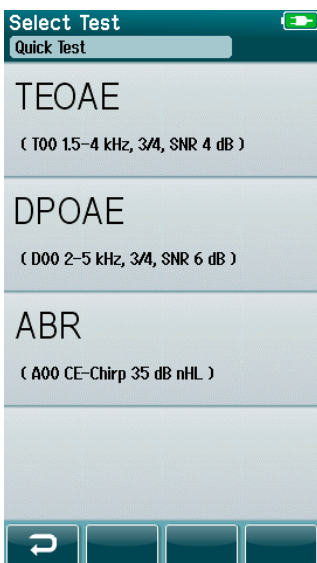 Select Test
Quick Test
TEOAE
( T00 1.5-4 kHz, 3/4, SNR 4 dB )
DPOAE
( D00 2-5 kHz, 3/4, SNR 6 dB )
ABR
( A00 CE-Chirp 35 dB nHL )